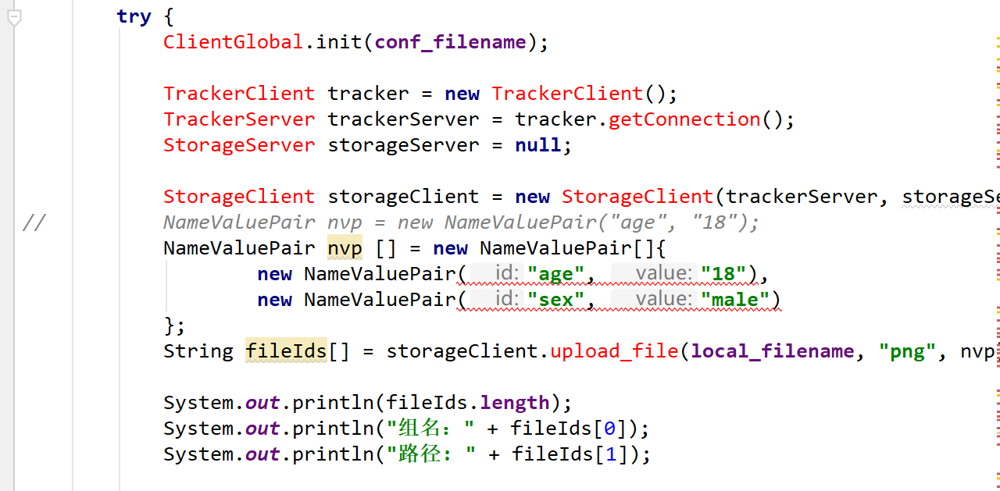 try {
ClientGlobal.init(conf_filename);
TrackerClient tracker = new TrackerClient();
TrackerServer trackerServer = tracker.getConnection();
StorageServer storageServer = null;
StorageClient storageClient = new StorageClient(trackerServer, storageSe
// NameValuePair nvp = new NameValuePair("age", "18");
NameValuePair nvp [] = new NameValuePair[]{
new NameValuePair( id: "age", value: "18"),
new NameValuePair( id: "sex", value: "male")
};
String fileIds[] = storageClient.upload_file(local_filename, "png", nvp
System.out.println(fileIds.length);
System.out.println("组名：" + fileIds[0]);
System.out.println("路径：" + fileIds[1]);